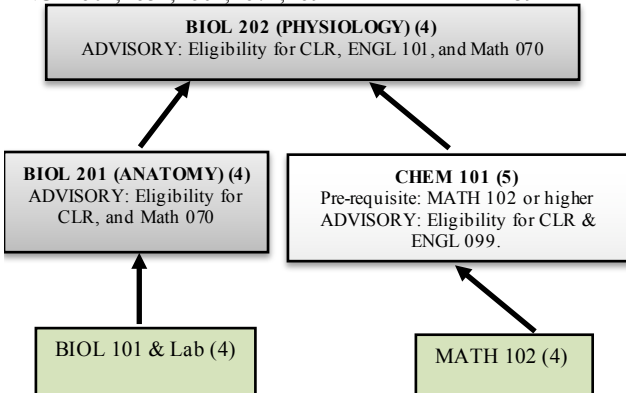 BIOL 202 (PHYSIOLOGY) (4)
ADVISORY: Eligibility for CLR, ENGL 101, and Math 070
BIOL 201 (ANATOMY) (4)
ADVISORY: Eligibility for
CLR, and Math 070
CHEM 101 (5)
Pre-requisite: MATH 102 or higher
ADVISORY: Eligibility for CLR &
ENGL 099.
BIOL 101 & Lab (4)
MATH 102 (4)